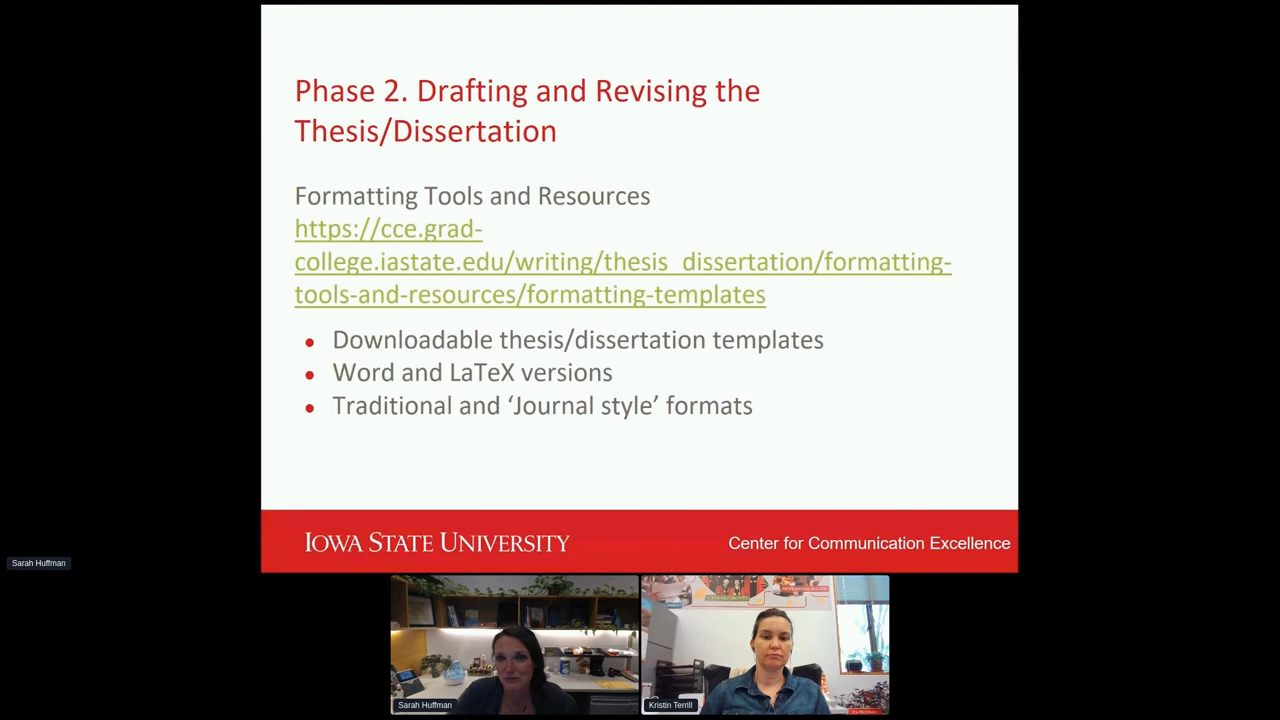 Phase 2. Drafting and Revising the
Thesis/Dissertation
Formatting Tools and Resources
https://cce.grad-
college.iastate.edu/writing/thesis_dissertation/formatting-
tools-and-resources/formatting-templates
Downloadable thesis/dissertation templates
Word and LaTeX versions
Traditional and ‘Journal style’ formats
IOWA STATE UNIVERSITY
Center for Communication Excellence
Sarah Huffman
Sarah Huffman
Kristin Terrill